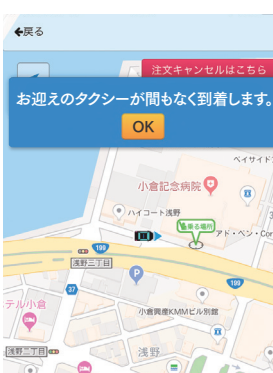 ←戻る
注文キャンセルはこちら
お迎えのタクシーが間もなく到着します。
OK
ベイサイド
小倉記念病院
ハイコート浅野
乗る場所
アド・ベン・Cor
199
浅野三丁目
P
199
37
テル小倉
小倉興産KMMビル別館
浅野二丁目
浅野